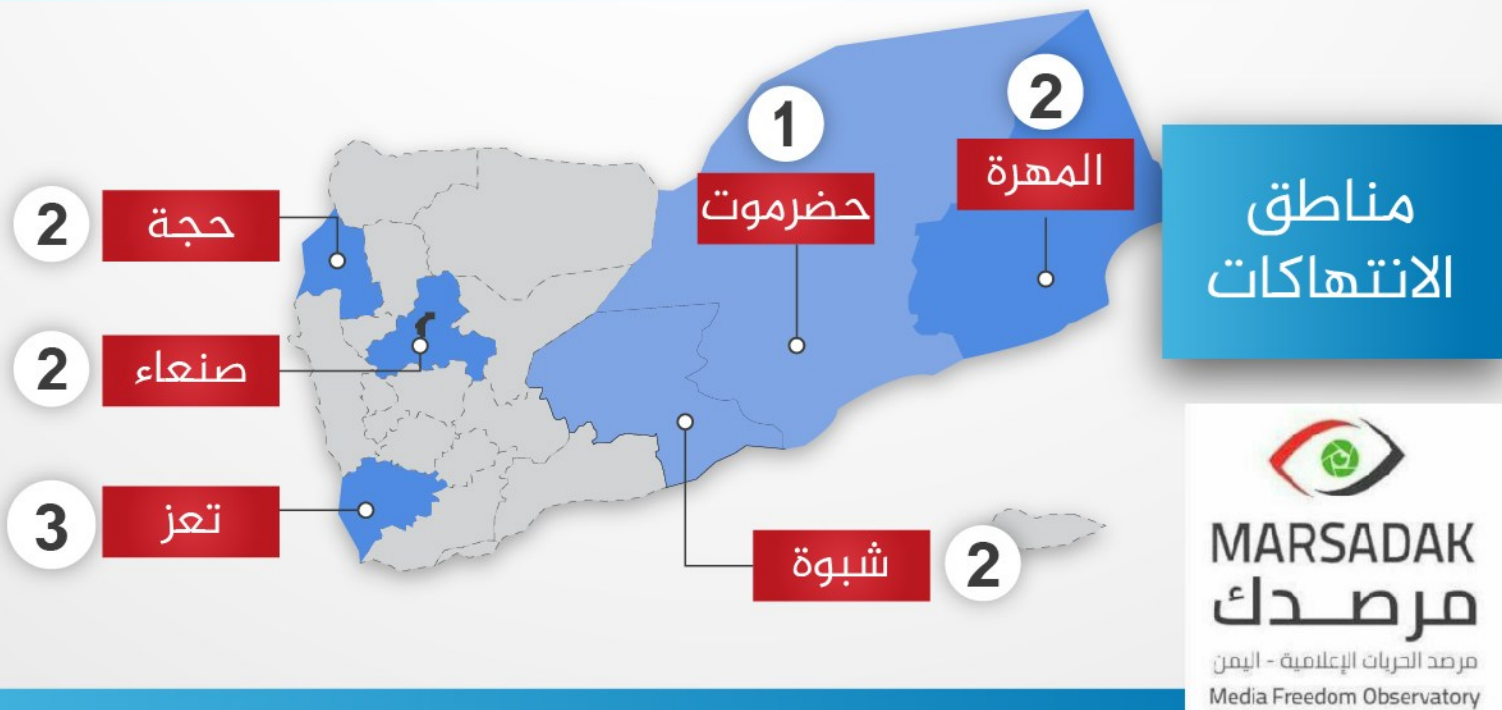 مناطق
الانتهاكات
2
المهرة
1
حضرموت
2
حجة
2
صنعاء
3
تعز
شبوة
2
MARSADAK
مرصدك
مرصد الحريات الإعلامية - اليمن
Media Freedom Observatory